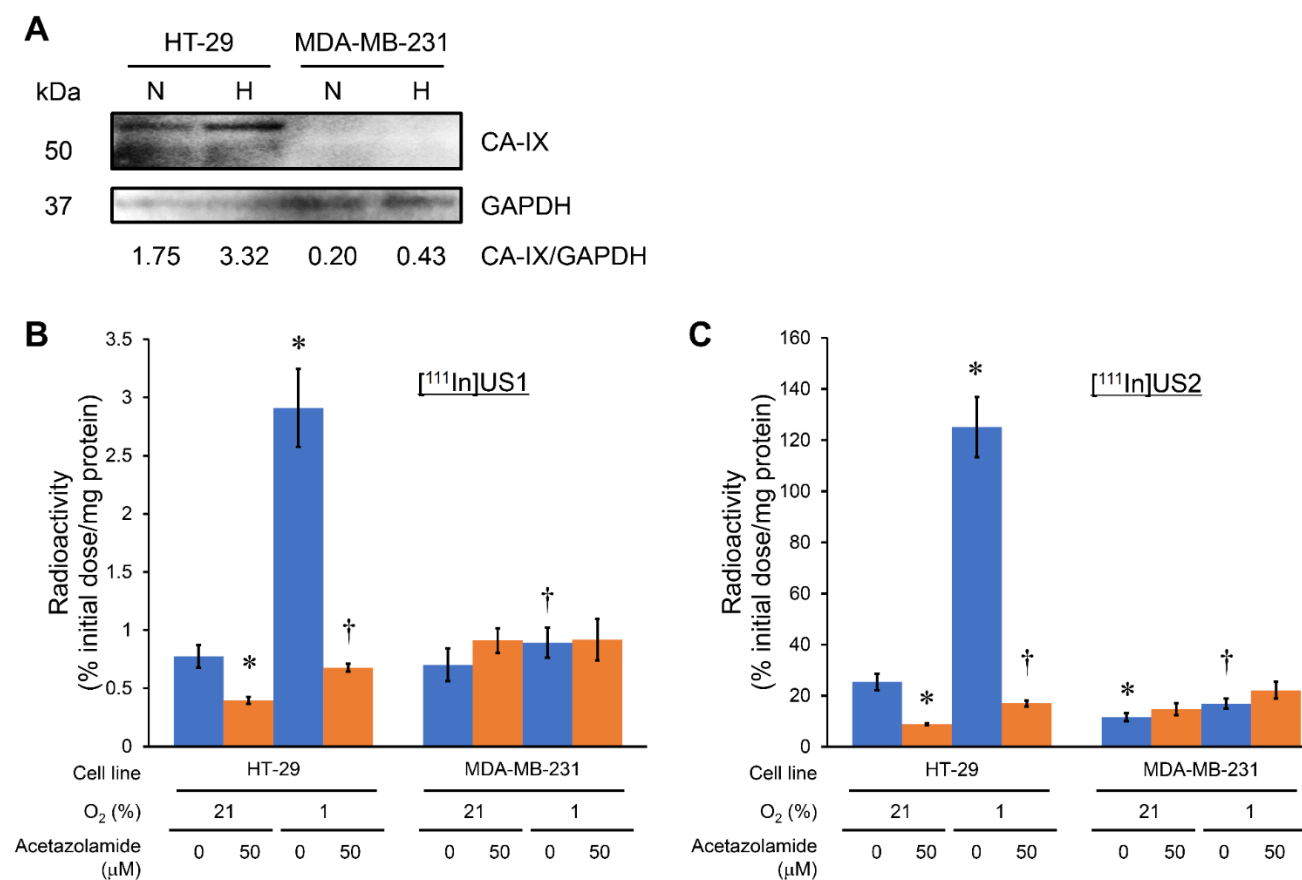 A
HT-29 MDA-MB-231
kDa N H N H
50 CA-IX
37 GAPDH
1.75 3.32 0.20 0.43 CA-IX/GAPDH
B
Radioactivity
(% initial dose/mg protein)
3.5
3
2.5
2
1.5
1
0.5
0
[¹¹¹In]US1
*
*
†
†
Cell line HT-29 MDA-MB-231
O₂ (%) 21 1 21 1
Acetazolamide 0 50 0 50 0 50 0 50
(μM)
C
Radioactivity
(% initial dose/mg protein)
160
140
120
100
80
60
40
20
0
[¹¹¹In]US2
*
*
†
*
†
Cell line HT-29 MDA-MB-231
O₂ (%) 21 1 21 1
Acetazolamide 0 50 0 50 0 50 0 50
(μM)